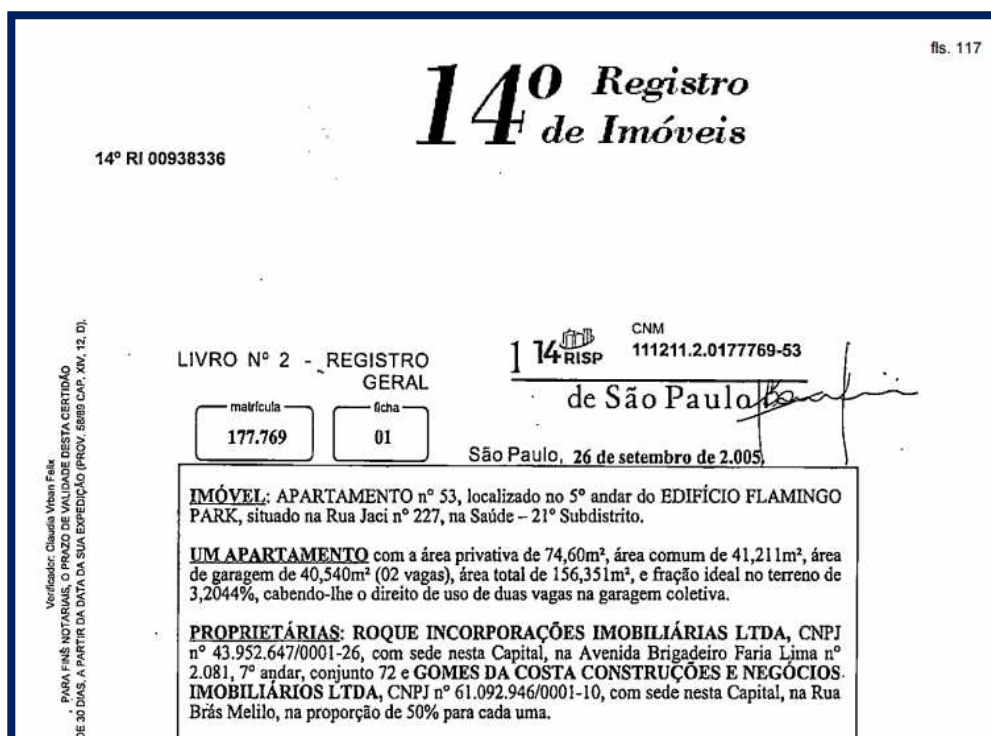 fls. 117
14º Registro
de Imóveis
14º RI 00938336
LIVRO Nº 2 - REGISTRO
GERAL
1 14 RISP
CNM
111211.2.0177769-53
de São Paulo
matrícula
177.769
ficha
01
São Paulo, 26 de setembro de 2.005
IMÓVEL: APARTAMENTO nº 53, localizado no 5º andar do EDIFÍCIO FLAMINGO
PARK, situado na Rua Jaci nº 227, na Saúde – 21º Subdistrito.
UM APARTAMENTO com a área privativa de 74,60m², área comum de 41,211m², área
de garagem de 40,540m² (02 vagas), área total de 156,351m², e fração ideal no terreno de
3,2044%, cabendo-lhe o direito de uso de duas vagas na garagem coletiva.
PROPRIETÁRIAS: ROQUE INCORPORAÇÕES IMOBILIÁRIAS LTDA, CNPJ
nº 43.952.647/0001-26, com sede nesta Capital, na Avenida Brigadeiro Faria Lima nº
2.081, 7º andar, conjunto 72 e GOMES DA COSTA CONSTRUÇÕES E NEGÓCIOS
IMOBILIÁRIOS LTDA, CNPJ nº 61.092.946/0001-10, com sede nesta Capital, na Rua
Brás Melilo, na proporção de 50% para cada uma.
Verificador: Claudia Vrban Felix
PARA FINS NOTARIAIS, O PRAZO DE VALIDADE DESTA CERTIDÃO
DE 30 DIAS, A PARTIR DA DATA DA SUA EXPEDIÇÃO (PROV. 58/89 CAP. XIV, 12, D).